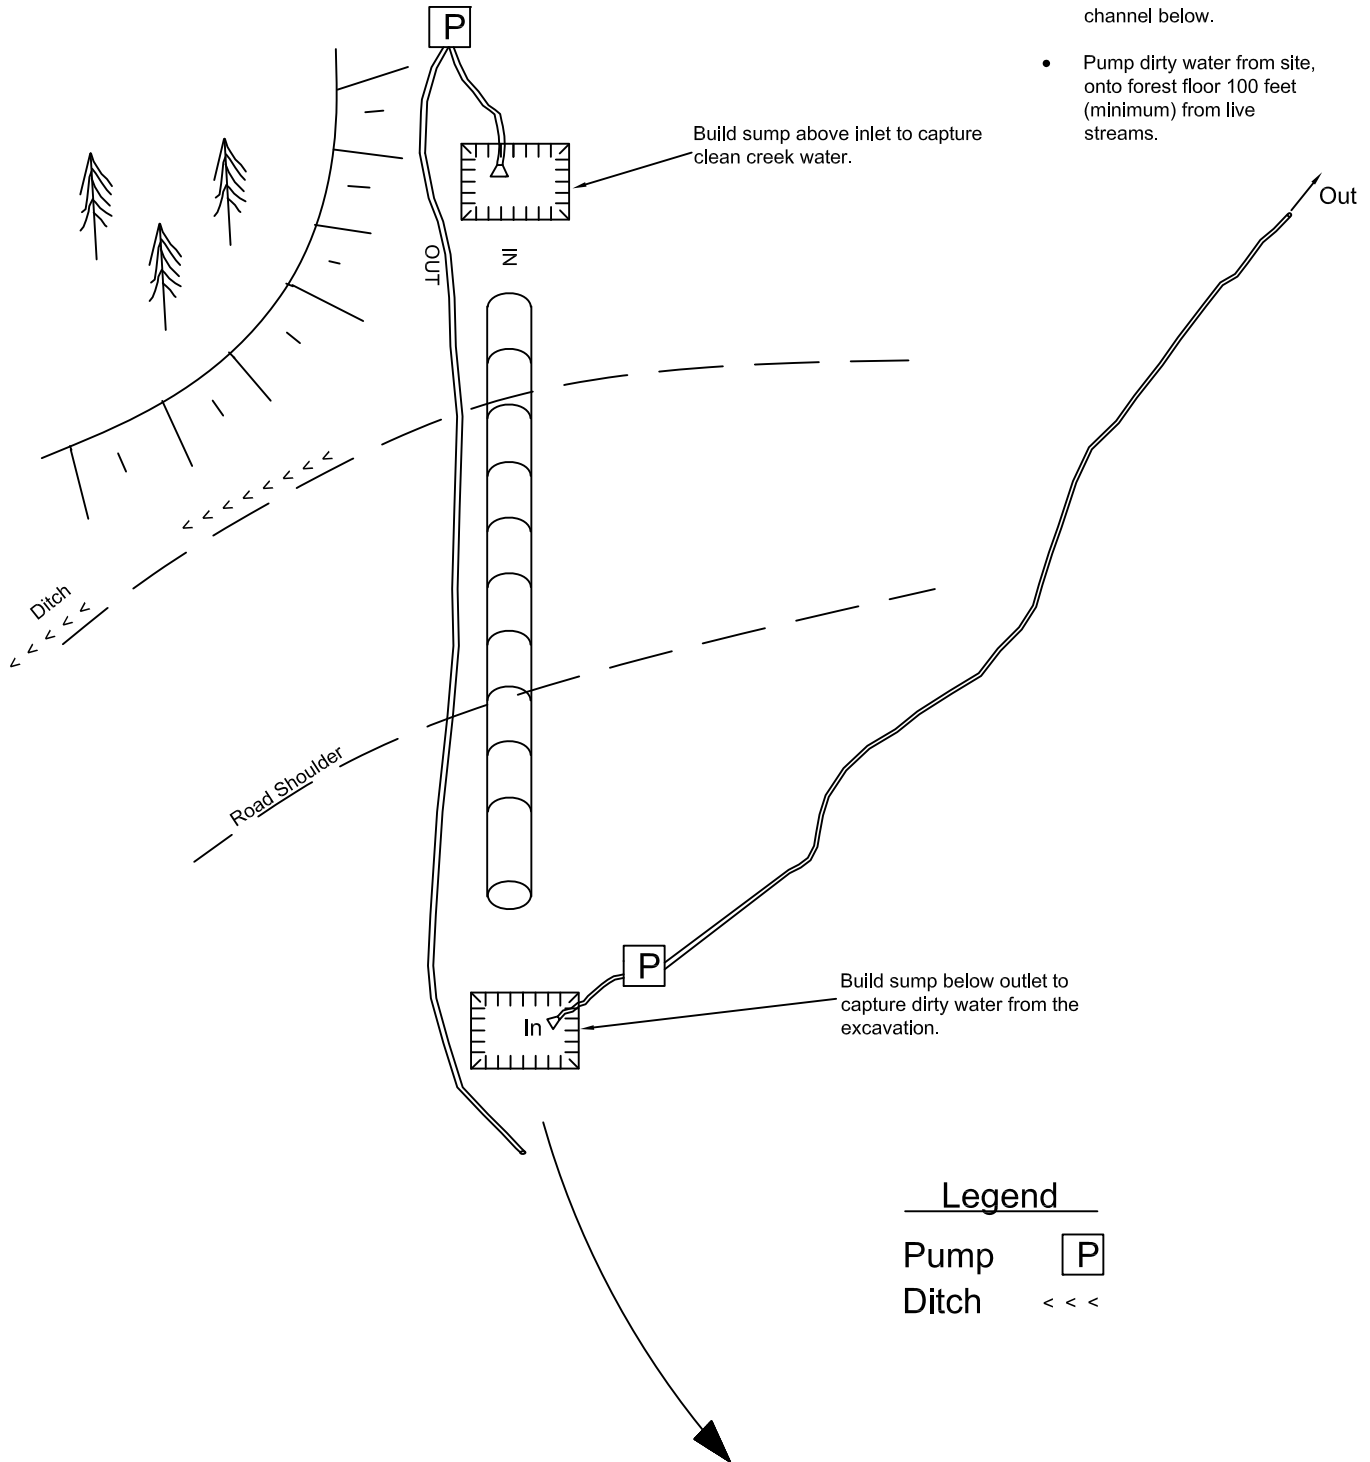 P
channel below.
• Pump dirty water from site,
onto forest floor 100 feet
(minimum) from live
streams.
Build sump above inlet to capture
clean creek water.
Out
OUT
IN
Ditch
Road Shoulder
P
Build sump below outlet to
capture dirty water from the
excavation.
In
Legend
Pump P
Ditch < < <